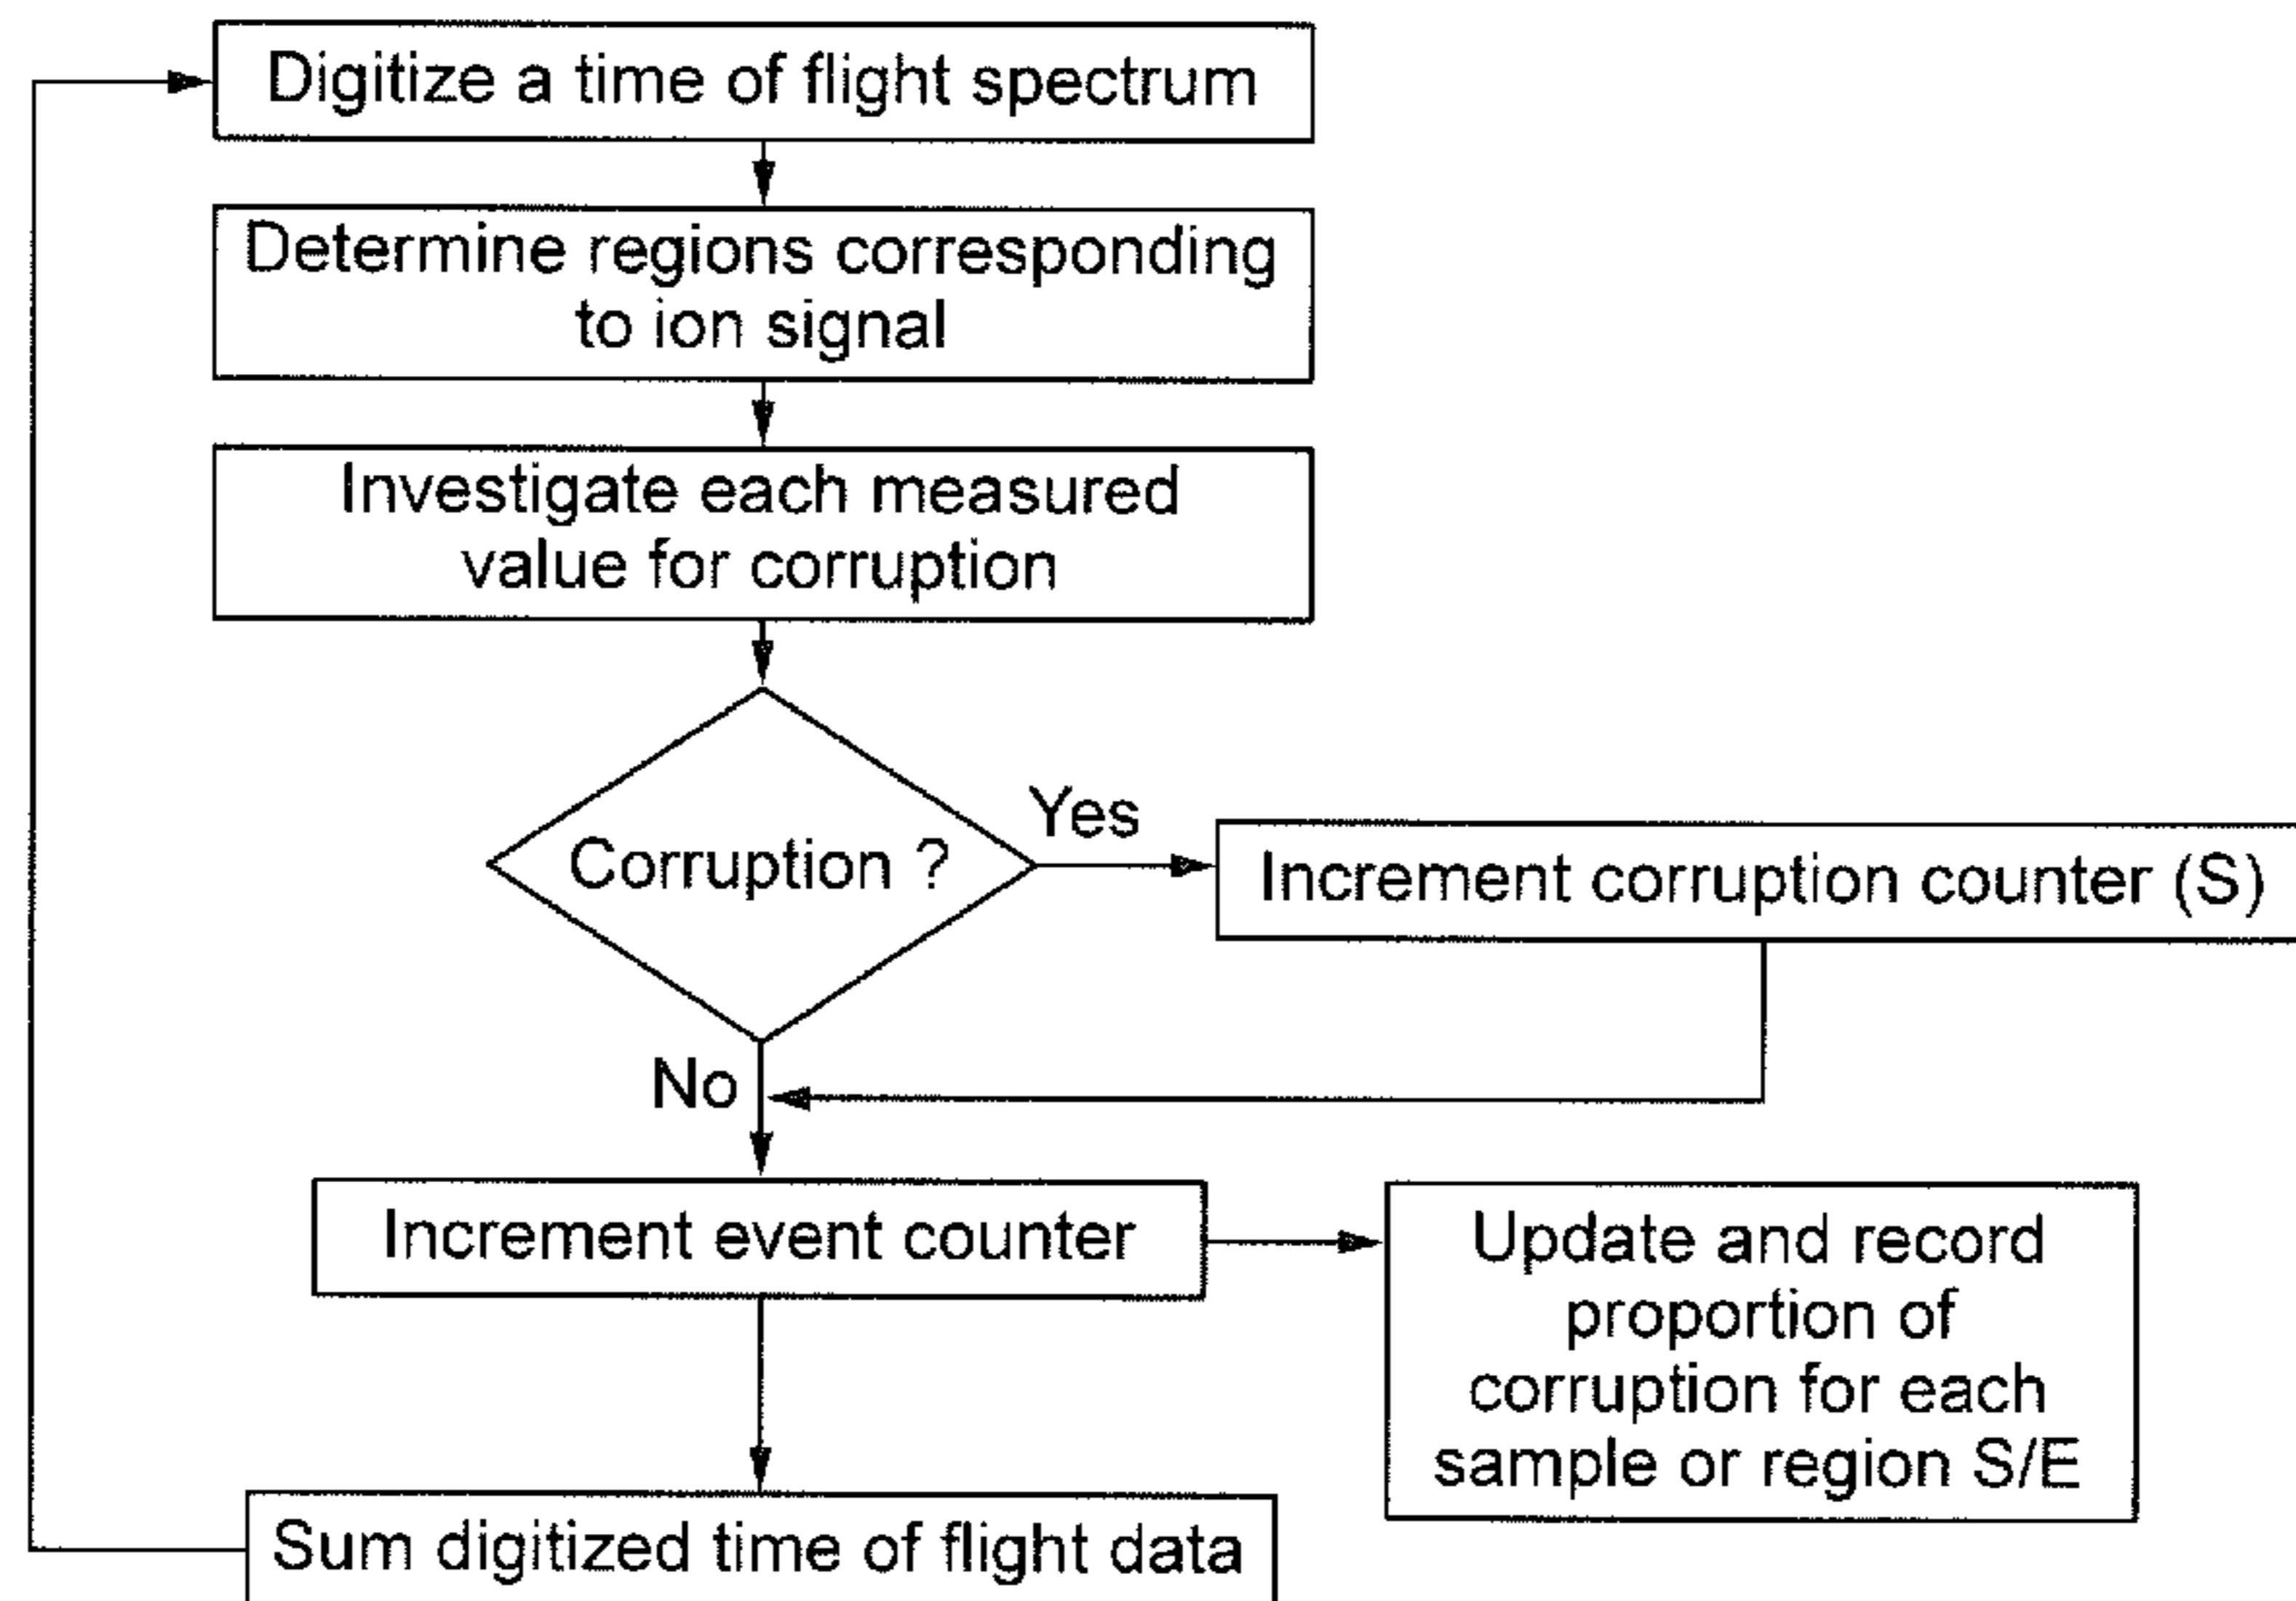 Digitize a time of flight spectrum
Determine regions corresponding
to ion signal
Investigate each measured
value for corruption
Corruption ?
Yes
Increment corruption counter (S)
No
Increment event counter
Update and record
proportion of
corruption for each
sample or region S/E
Sum digitized time of flight data